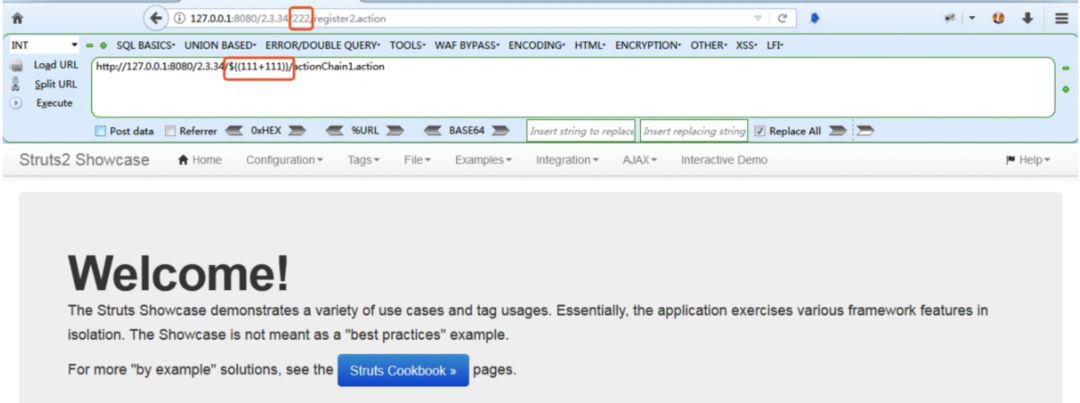 127.0.0.1:8080/2.3.34/222/register2.action
INT SQL BASICS UNION BASED ERROR/DOUBLE QUERY TOOLS WAF BYPASS ENCODING HTML ENCRYPTION OTHER XSS LFI
Load URL http://127.0.0.1:8080/2.3.34/${(111+111)}/actionChain1.action
Split URL
Execute
Post data Referrer 0xHEX %URL BASE64 Insert string to replace Insert replacing string Replace All
Struts2 Showcase Home Configuration Tags File Examples Integration AJAX Interactive Demo Help
Welcome!
The Struts Showcase demonstrates a variety of use cases and tag usages. Essentially, the application exercises various framework features in
isolation. The Showcase is not meant as a "best practices" example.
For more "by example" solutions, see the Struts Cookbook » pages.